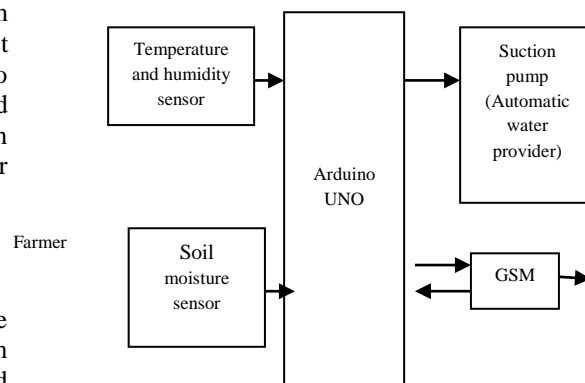 Temperature
and humidity
sensor
Suction
pump
(Automatic
water
provider)
Arduino
UNO
Farmer
Soil
moisture
sensor
GSM